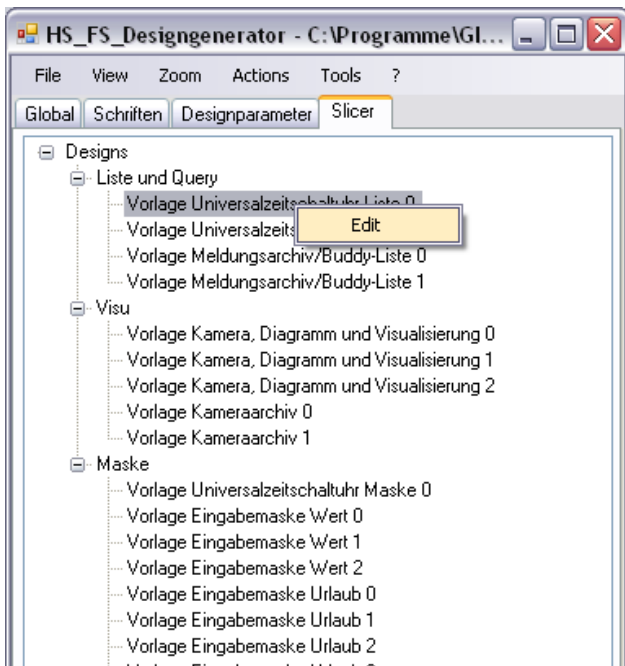 HS_FS_Designgenerator - C:\Programme\GI...
File View Zoom Actions Tools ?
Global Schriften Designparameter Slicer
Designs
Liste und Query
Vorlage Universalzeitschaltuhr Liste 0
Edit
Vorlage Universalzeits
Vorlage Meldungsarchiv/Buddy-Liste 0
Vorlage Meldungsarchiv/Buddy-Liste 1
Visu
Vorlage Kamera, Diagramm und Visualisierung 0
Vorlage Kamera, Diagramm und Visualisierung 1
Vorlage Kamera, Diagramm und Visualisierung 2
Vorlage Kameraarchiv 0
Vorlage Kameraarchiv 1
Maske
Vorlage Universalzeitschaltuhr Maske 0
Vorlage Eingabemaske Wert 0
Vorlage Eingabemaske Wert 1
Vorlage Eingabemaske Wert 2
Vorlage Eingabemaske Urlaub 0
Vorlage Eingabemaske Urlaub 1
Vorlage Eingabemaske Urlaub 2